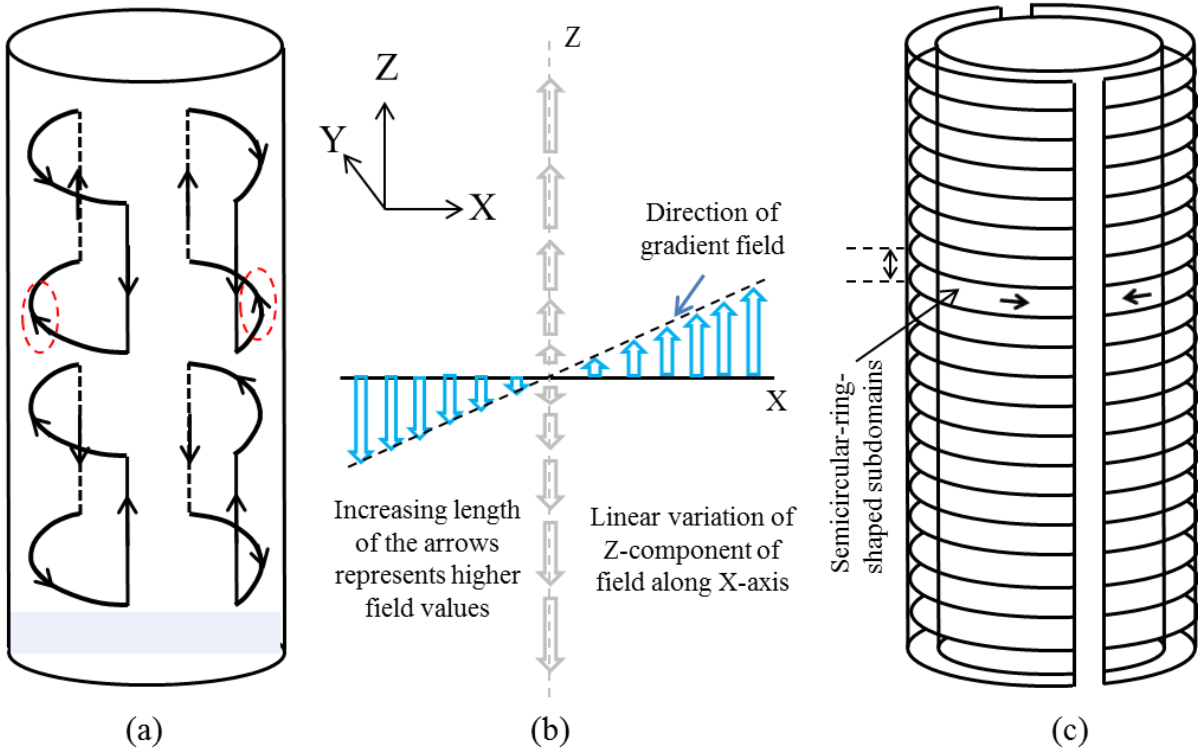 Z
Z
Y
X
Direction of
gradient field
X
Increasing length
of the arrows
represents higher
field values
Linear variation of
Z-component of
field along X-axis
Semicircular-ring-
shaped subdomains
(a)
(b)
(c)